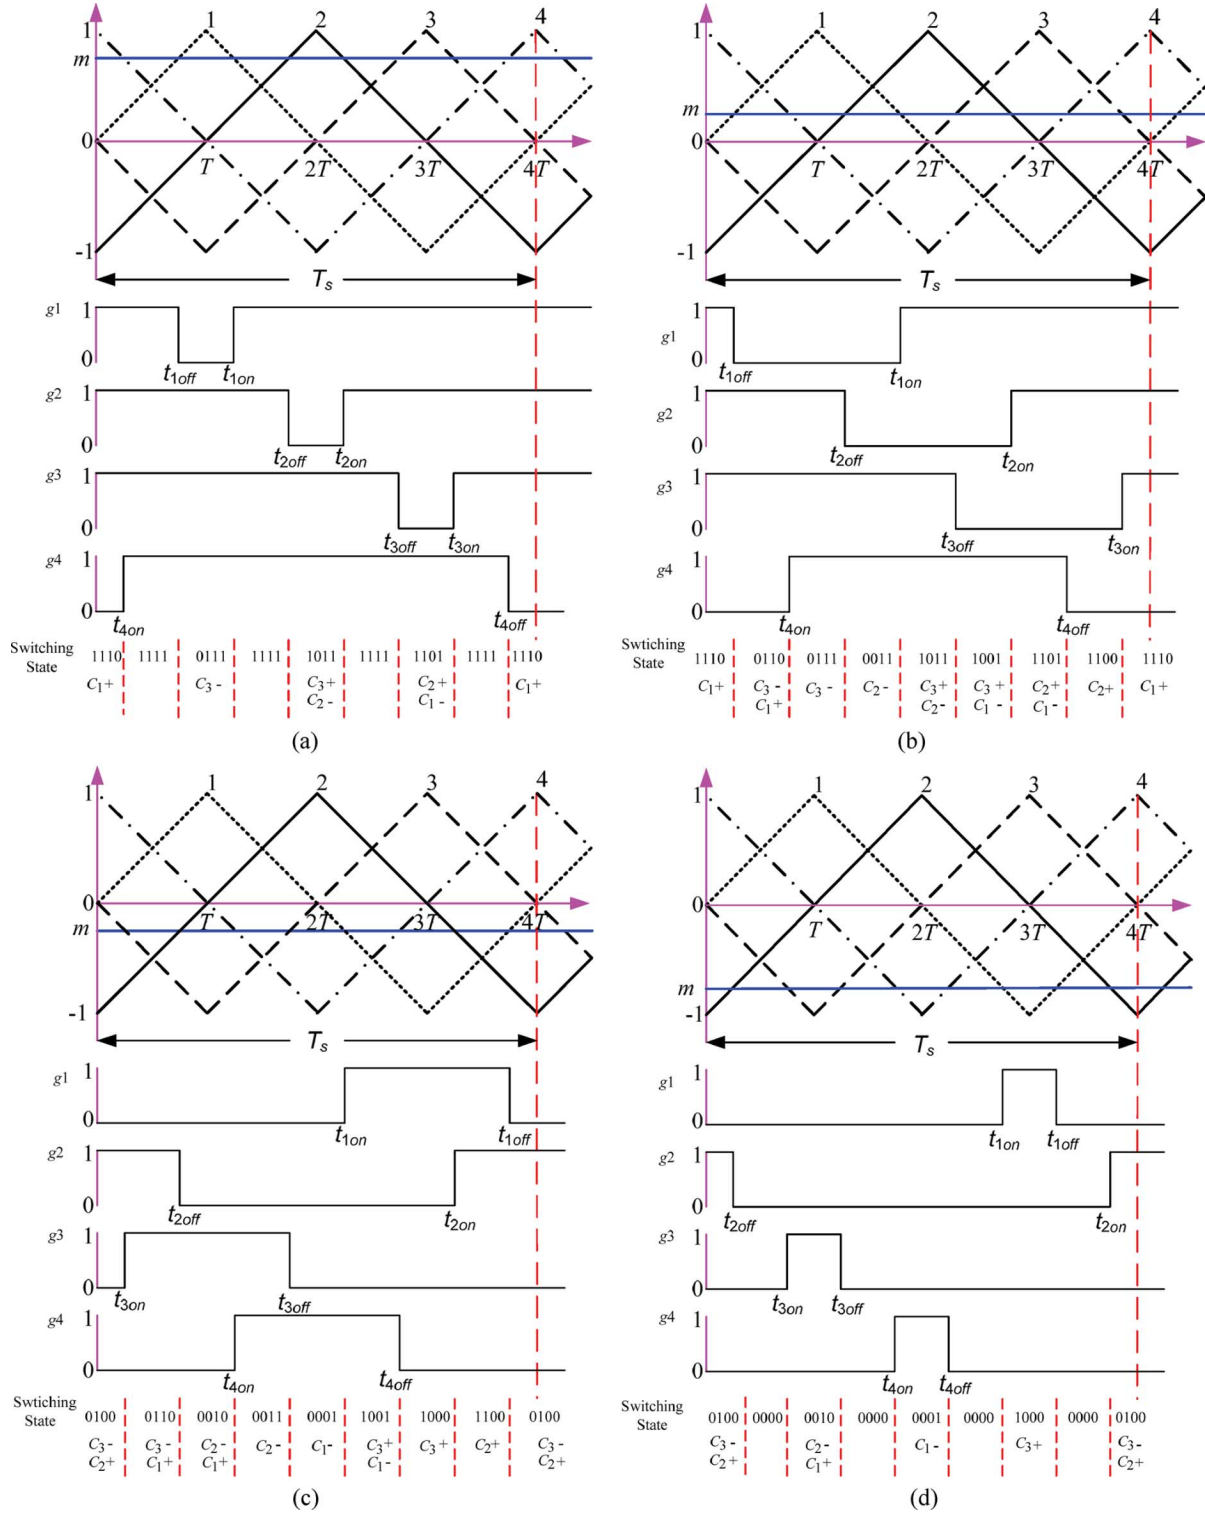 1 2 3 4
1
m
0
T 2T 3T 4T
-1
Ts
g1 1
0
t1off t1on
g2 1
0
t2off t2on
g3 1
0
t3off t3on
g4 1
0
t4on t4off
Swtiching State 1110 1111 0111 1111 1011 1111 1101 1111 1110
C1+ C3- C3+ C2+ C1+
C2- C1-
(a)
1 2 3 4
1
m
0
T 2T 3T 4T
-1
Ts
g1 1
0
t1off t1on
g2 1
0
t2off t2on
g3 1
0
t3off t3on
g4 1
0
t4on t4off
Swtiching State 1110 0110 0111 0011 1011 1001 1101 1100 1110
C1+ C3- C3- C2- C3+ C3+ C2+ C2+ C1+
C1+ C2- C1- C1-
(b)
1 2 3 4
1
0
m
T 2T 3T 4T
-1
Ts
g1 1
0
t1on t1off
g2 1
0
t2off t2on
g3 1
0
t3on t3off
g4 1
0
t4on t4off
Swtiching State 0100 0110 0010 0011 0001 1001 1000 1100 0100
C3- C3- C2- C2- C1- C3+ C3+ C2+ C3-
C2+ C1+ C1+ C1- C2+
(c)
1 2 3 4
1
0
T 2T 3T 4T
m
-1
Ts
g1 1
0
t1on t1off
g2 1
0
t2off t2on
g3 1
0
t3on t3off
g4 1
0
t4on t4off
Swtiching State 0100 0000 0010 0000 0001 0000 1000 0000 0100
C3- C2- C1- C3+ C3-
C2+ C1+ C2+
(d)